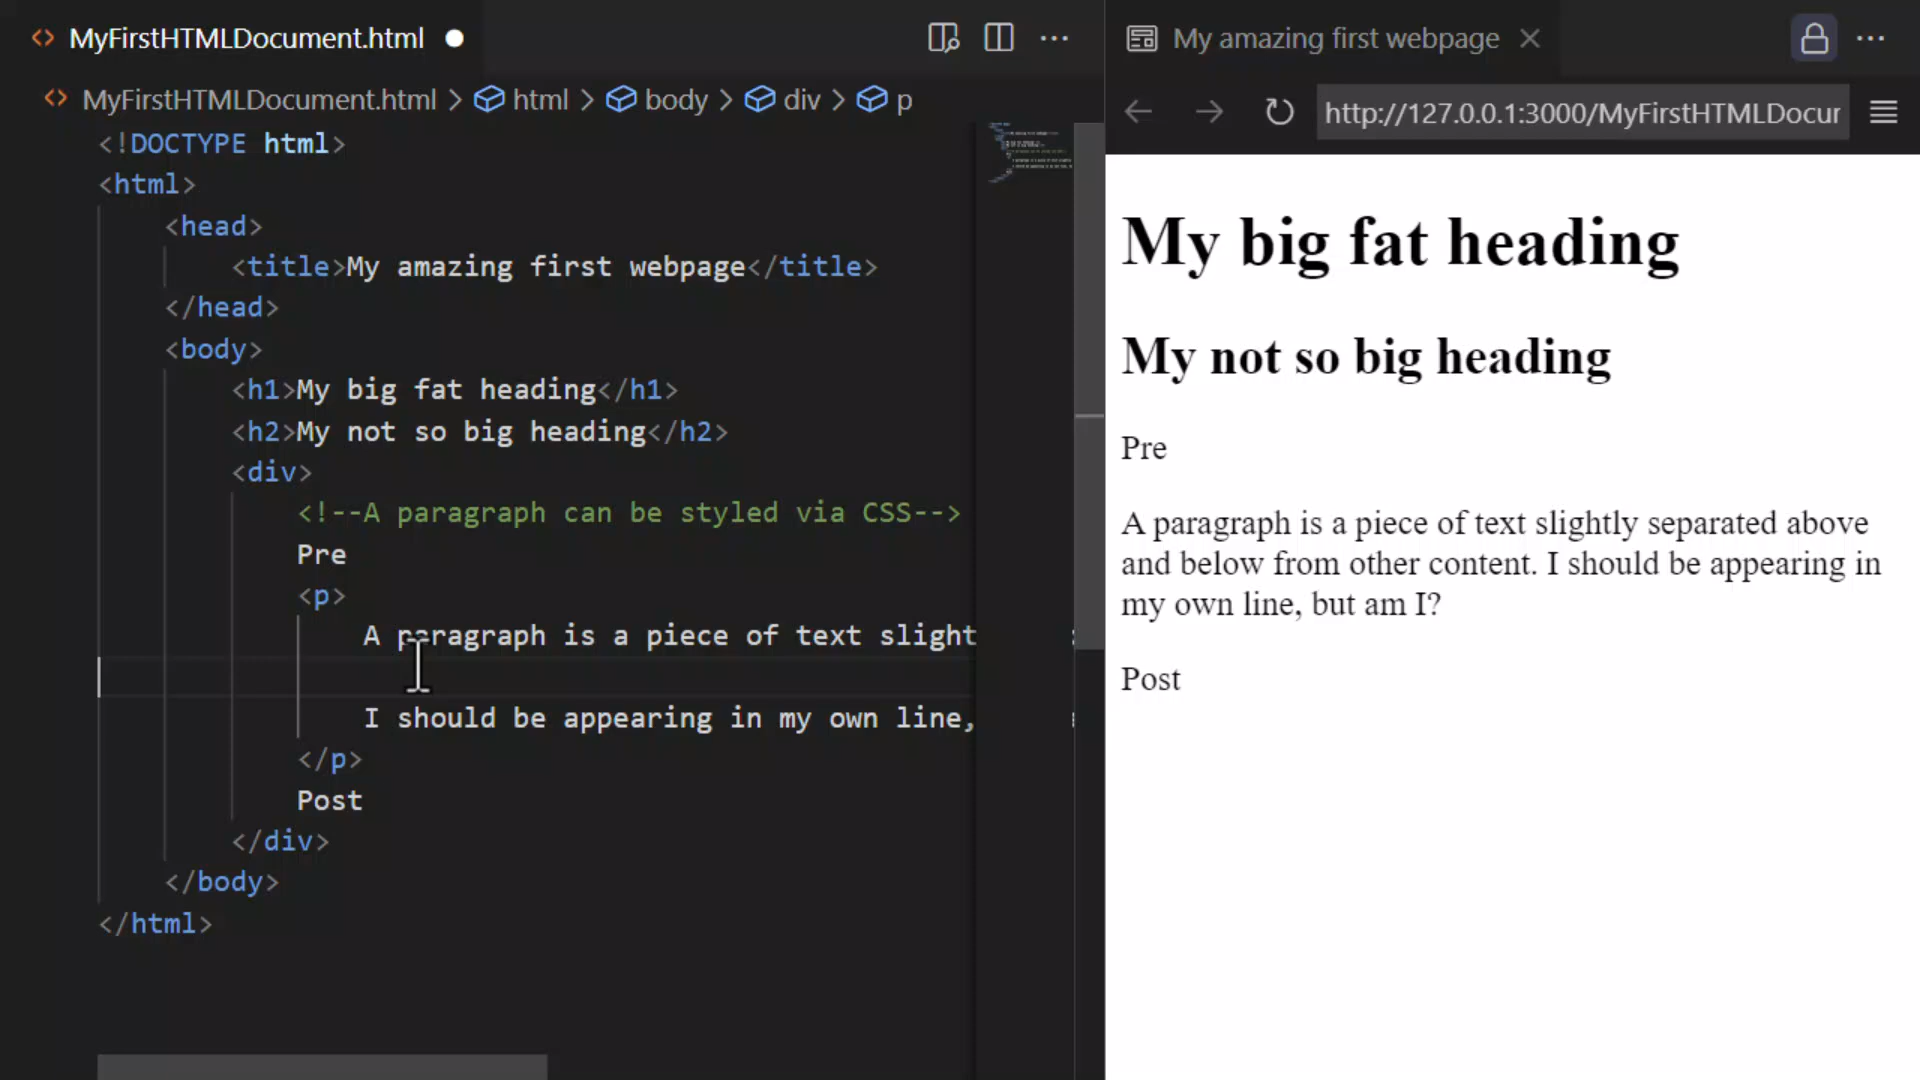 MyFirstHTMLDocument.html
MyFirstHTMLDocument.html > html > body > div > p
<!DOCTYPE html>
<html>
<head>
<title>My amazing first webpage</title>
</head>
<body>
<h1>My big fat heading</h1>
<h2>My not so big heading</h2>
<div>
<!--A paragraph can be styled via CSS-->
Pre
<p>
A paragraph is a piece of text slight
I should be appearing in my own line,
</p>
Post
</div>
</body>
</html>
My amazing first webpage
http://127.0.0.1:3000/MyFirstHTMLDocur
My big fat heading
My not so big heading
Pre
A paragraph is a piece of text slightly separated above
and below from other content. I should be appearing in
my own line, but am I?
Post